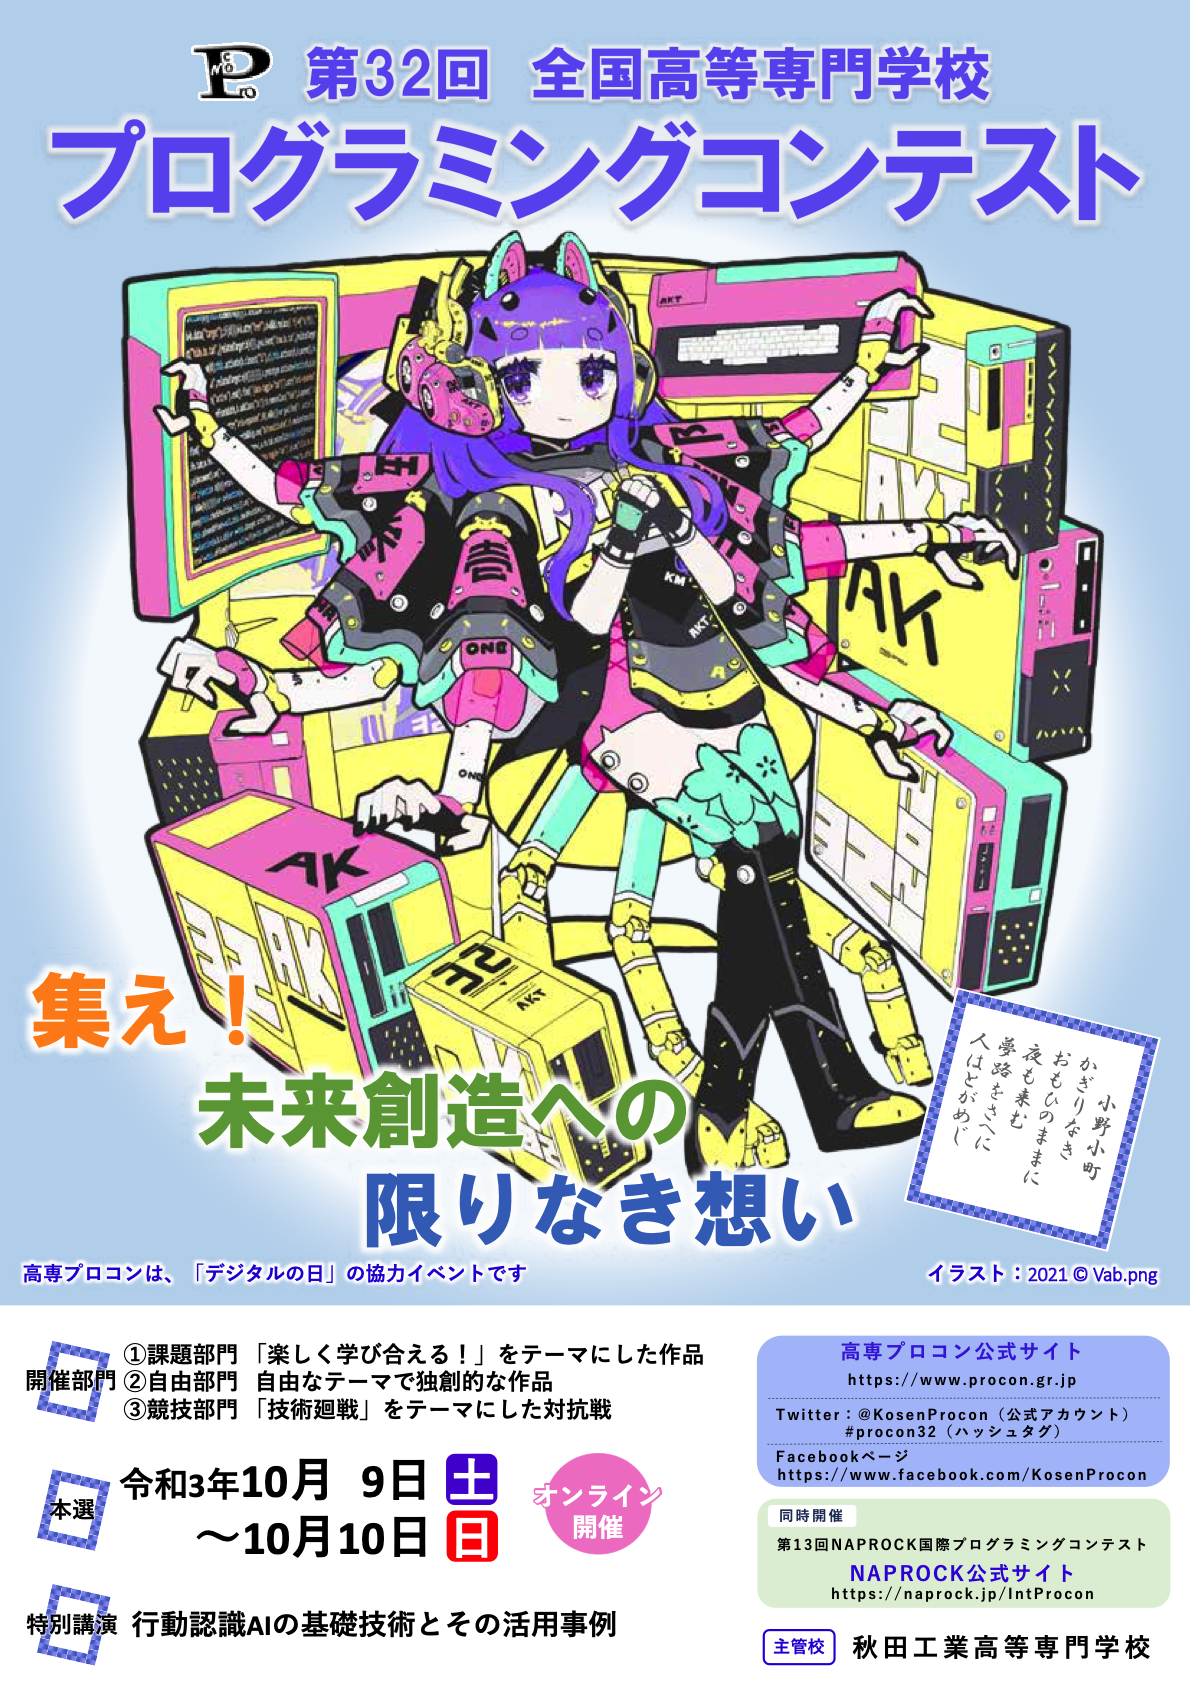 第32回 全国高等専門学校
プログラミングコンテスト
AKT
AKT
AK
ONE
KM
AKT
ONE
AK
32
AKT
集え！
未来創造への
限りなき想い
小野小町
かぎりなき
おもひのままに
夜も来む
夢路をさへに
人はとがめじ
高専プロコンは、「デジタルの日」の協力イベントです
イラスト：2021 © Vab.png
開催部門
①課題部門 「楽しく学び合える！」をテーマにした作品
②自由部門 自由なテーマで独創的な作品
③競技部門 「技術廻戦」をテーマにした対抗戦
本選
令和3年10月 9日 土
～10月10日 日
オンライン
開催
特別講演 行動認識AIの基礎技術とその活用事例
高専プロコン公式サイト
https://www.procon.gr.jp
Twitter：@KosenProcon（公式アカウント）
#procon32（ハッシュタグ）
Facebookページ
https://www.facebook.com/KosenProcon
同時開催
第13回NAPROCK国際プログラミングコンテスト
NAPROCK公式サイト
https://naprock.jp/IntProcon
主管校 秋田工業高等専門学校